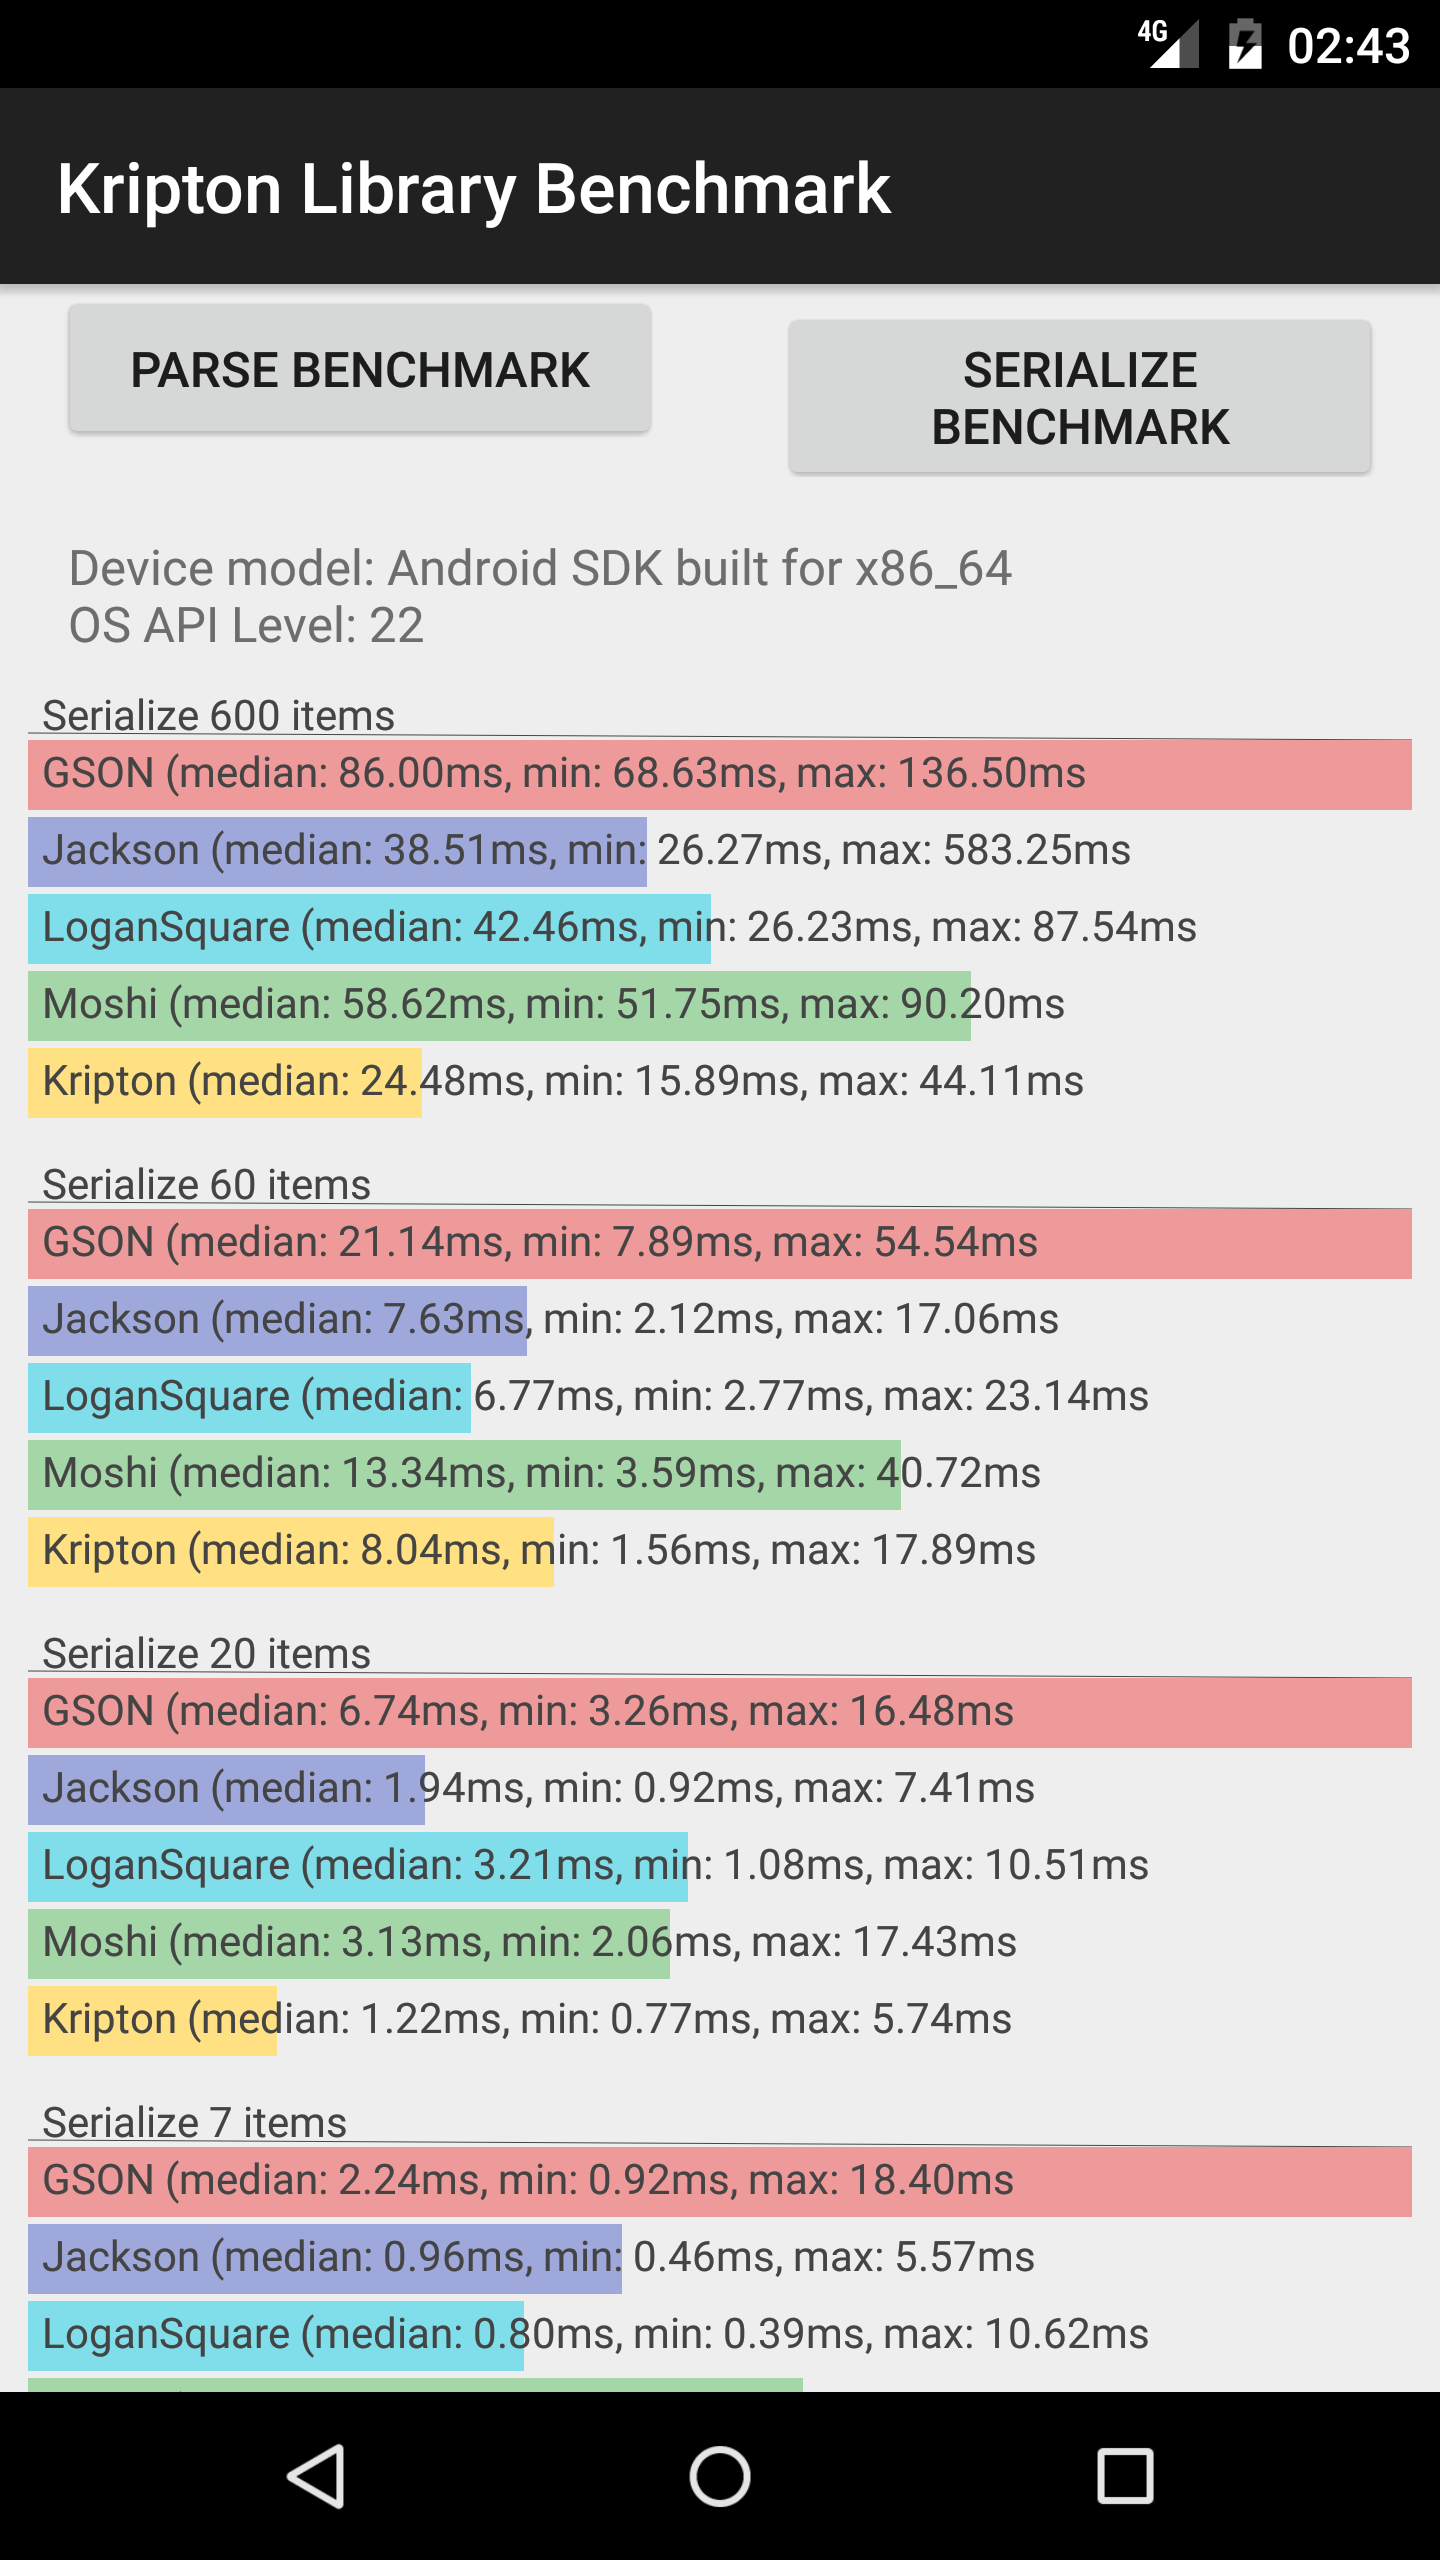 4G 02:43
Kripton Library Benchmark
PARSE BENCHMARK
SERIALIZE
BENCHMARK
Device model: Android SDK built for x86_64
OS API Level: 22
Serialize 600 items
GSON (median: 86.00ms, min: 68.63ms, max: 136.50ms
Jackson (median: 38.51ms, min: 26.27ms, max: 583.25ms
LoganSquare (median: 42.46ms, min: 26.23ms, max: 87.54ms
Moshi (median: 58.62ms, min: 51.75ms, max: 90.20ms
Kripton (median: 24.48ms, min: 15.89ms, max: 44.11ms
Serialize 60 items
GSON (median: 21.14ms, min: 7.89ms, max: 54.54ms
Jackson (median: 7.63ms, min: 2.12ms, max: 17.06ms
LoganSquare (median: 6.77ms, min: 2.77ms, max: 23.14ms
Moshi (median: 13.34ms, min: 3.59ms, max: 40.72ms
Kripton (median: 8.04ms, min: 1.56ms, max: 17.89ms
Serialize 20 items
GSON (median: 6.74ms, min: 3.26ms, max: 16.48ms
Jackson (median: 1.94ms, min: 0.92ms, max: 7.41ms
LoganSquare (median: 3.21ms, min: 1.08ms, max: 10.51ms
Moshi (median: 3.13ms, min: 2.06ms, max: 17.43ms
Kripton (median: 1.22ms, min: 0.77ms, max: 5.74ms
Serialize 7 items
GSON (median: 2.24ms, min: 0.92ms, max: 18.40ms
Jackson (median: 0.96ms, min: 0.46ms, max: 5.57ms
LoganSquare (median: 0.80ms, min: 0.39ms, max: 10.62ms